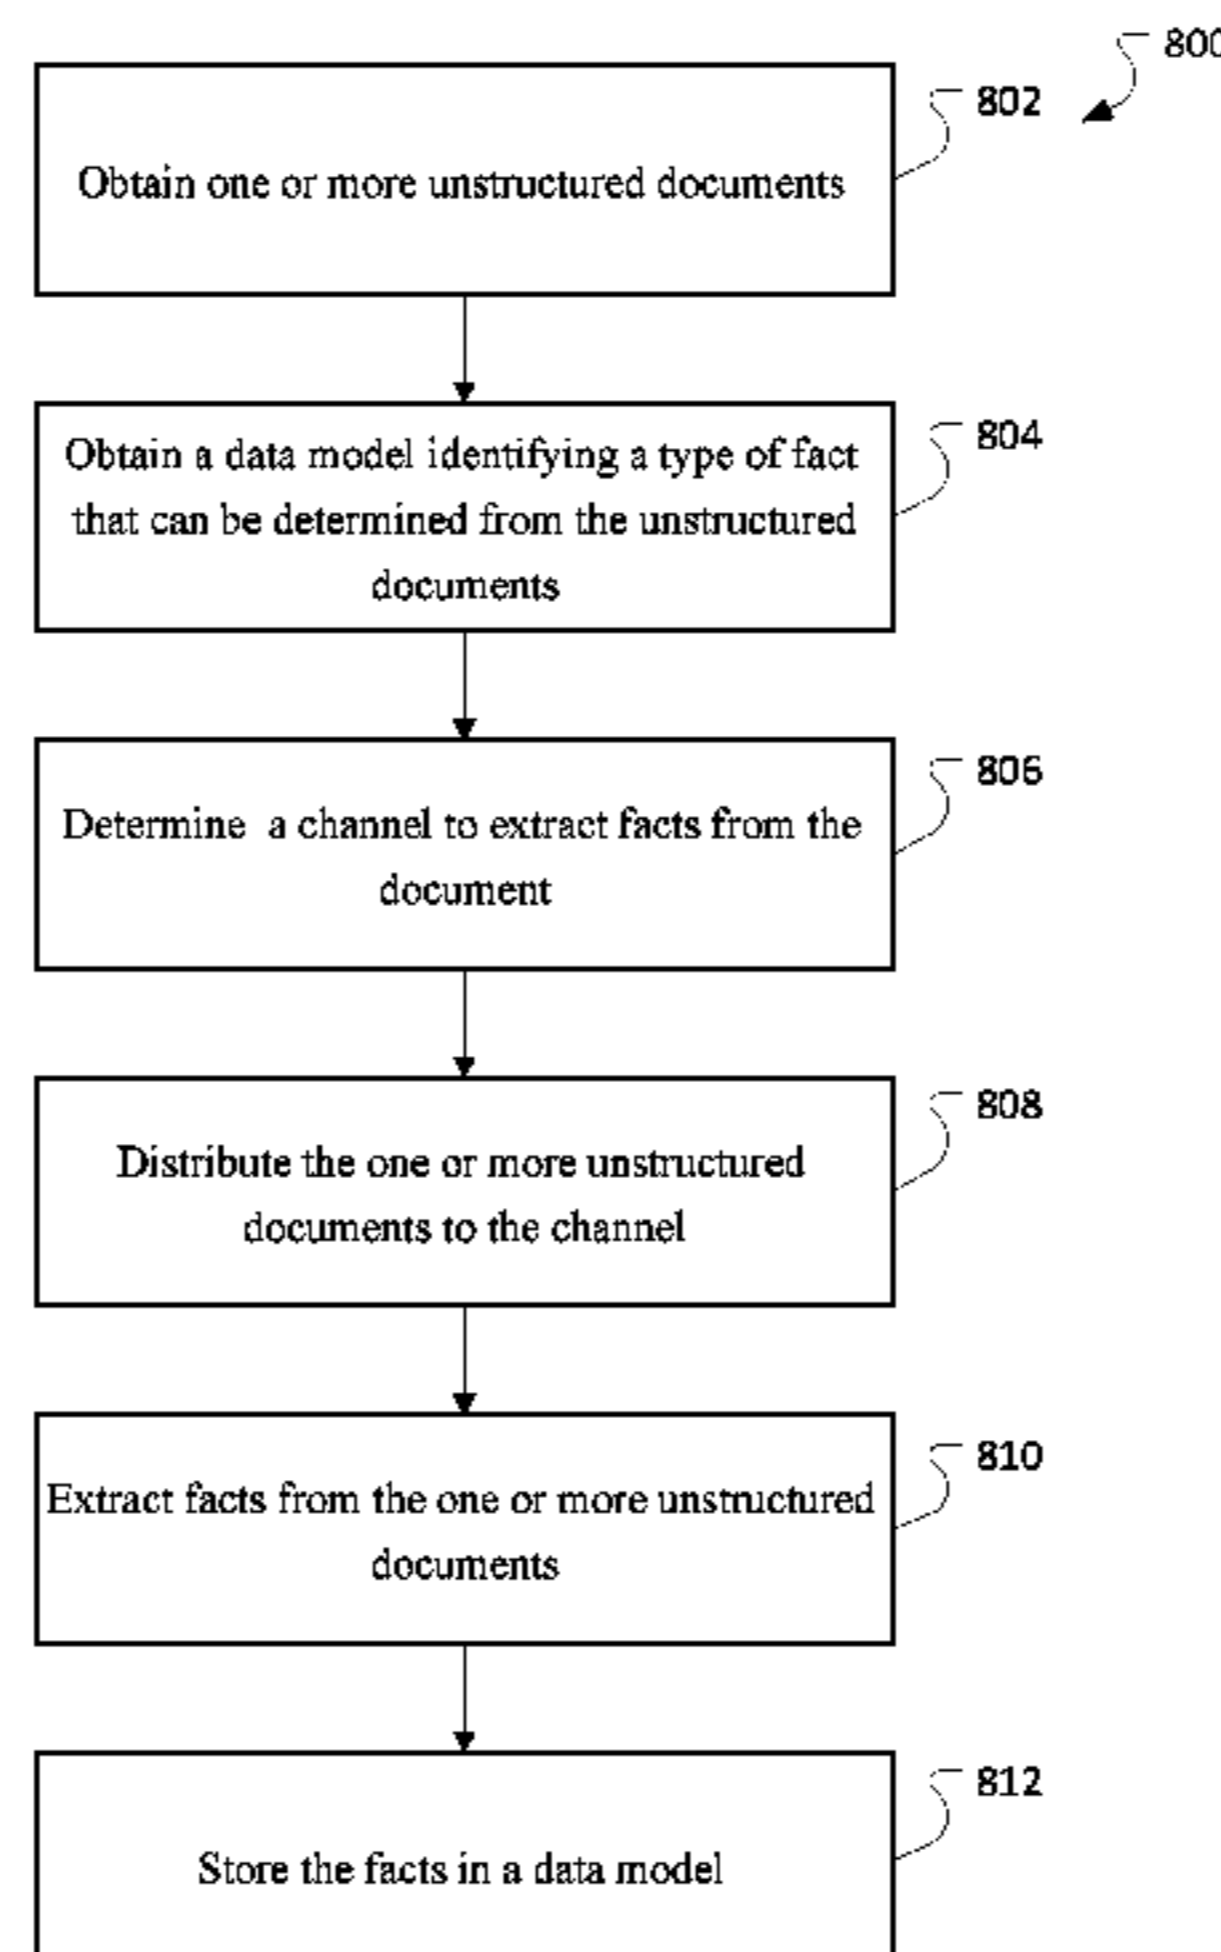 800
802
Obtain one or more unstructured documents
804
Obtain a data model identifying a type of fact
that can be determined from the unstructured
documents
806
Determine a channel to extract facts from the
document
808
Distribute the one or more unstructured
documents to the channel
810
Extract facts from the one or more unstructured
documents
812
Store the facts in a data model